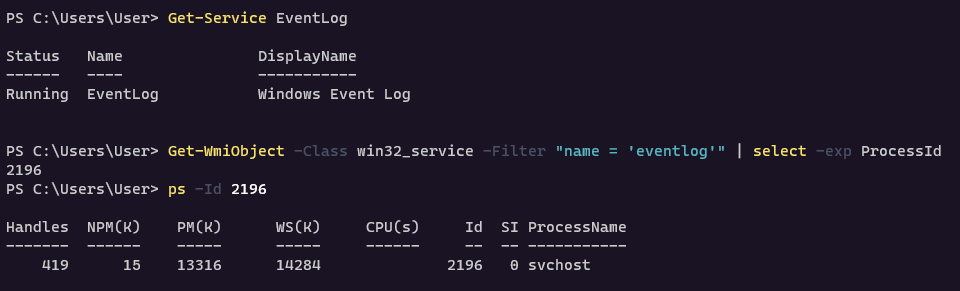 PS C:\Users\User> Get-Service EventLog
Status   Name               DisplayName
------   ----               -----------
Running  EventLog           Windows Event Log
PS C:\Users\User> Get-WmiObject -Class win32_service -Filter "name = 'eventlog'" | select -exp ProcessId
2196
PS C:\Users\User> ps -Id 2196
Handles  NPM(K)    PM(K)      WS(K)     CPU(s)     Id  SI ProcessName
-------  ------    -----      -----     ------     --  -- -----------
    419      15    13316      14284              2196   0 svchost